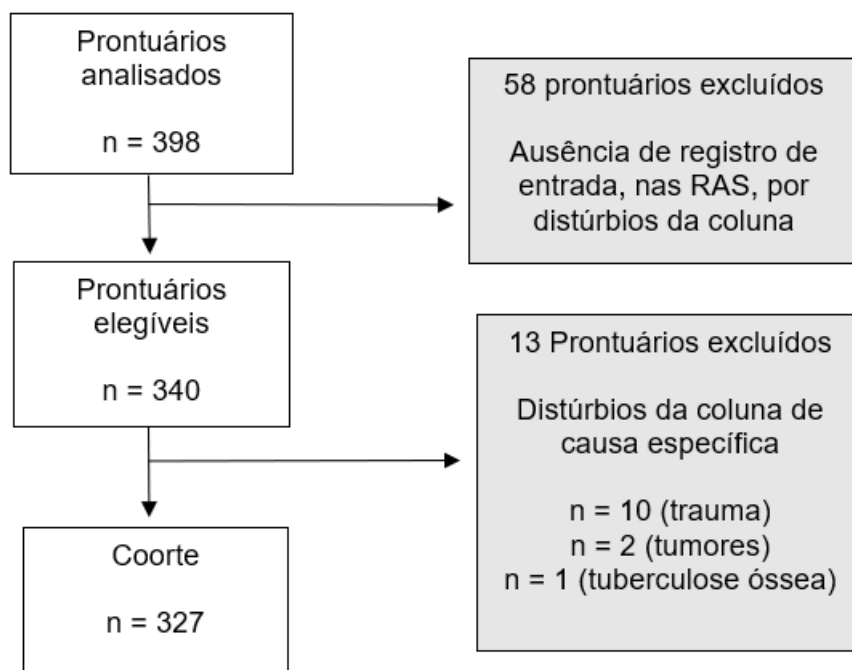 Prontuários
analisados
n = 398
58 prontuários excluídos
Ausência de registro de
entrada, nas RAS, por
distúrbios da coluna
Prontuários
elegíveis
n = 340
13 Prontuários excluídos
Distúrbios da coluna de
causa específica
n = 10 (trauma)
n = 2 (tumores)
n = 1 (tuberculose óssea)
Coorte
n = 327